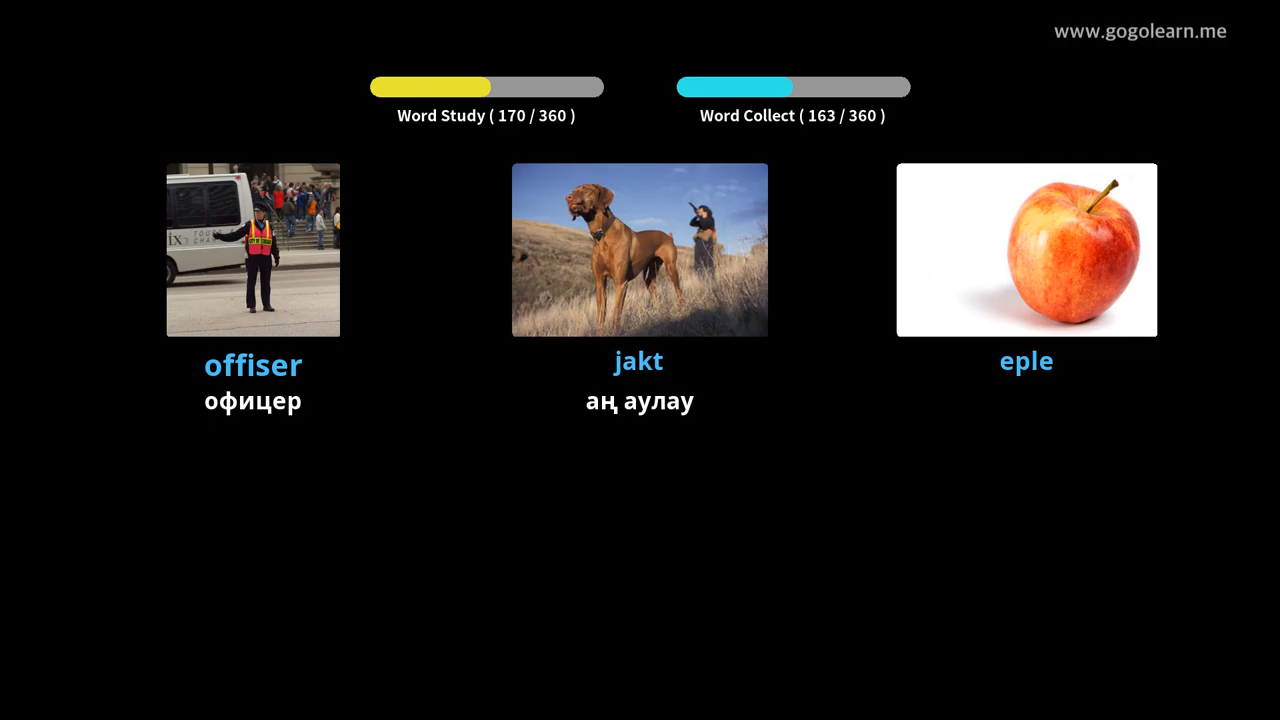 www.gogolearn.me
Word Study ( 170 / 360 )
Word Collect ( 163 / 360 )
offiser
jakt
eple
офицер
аң аулау